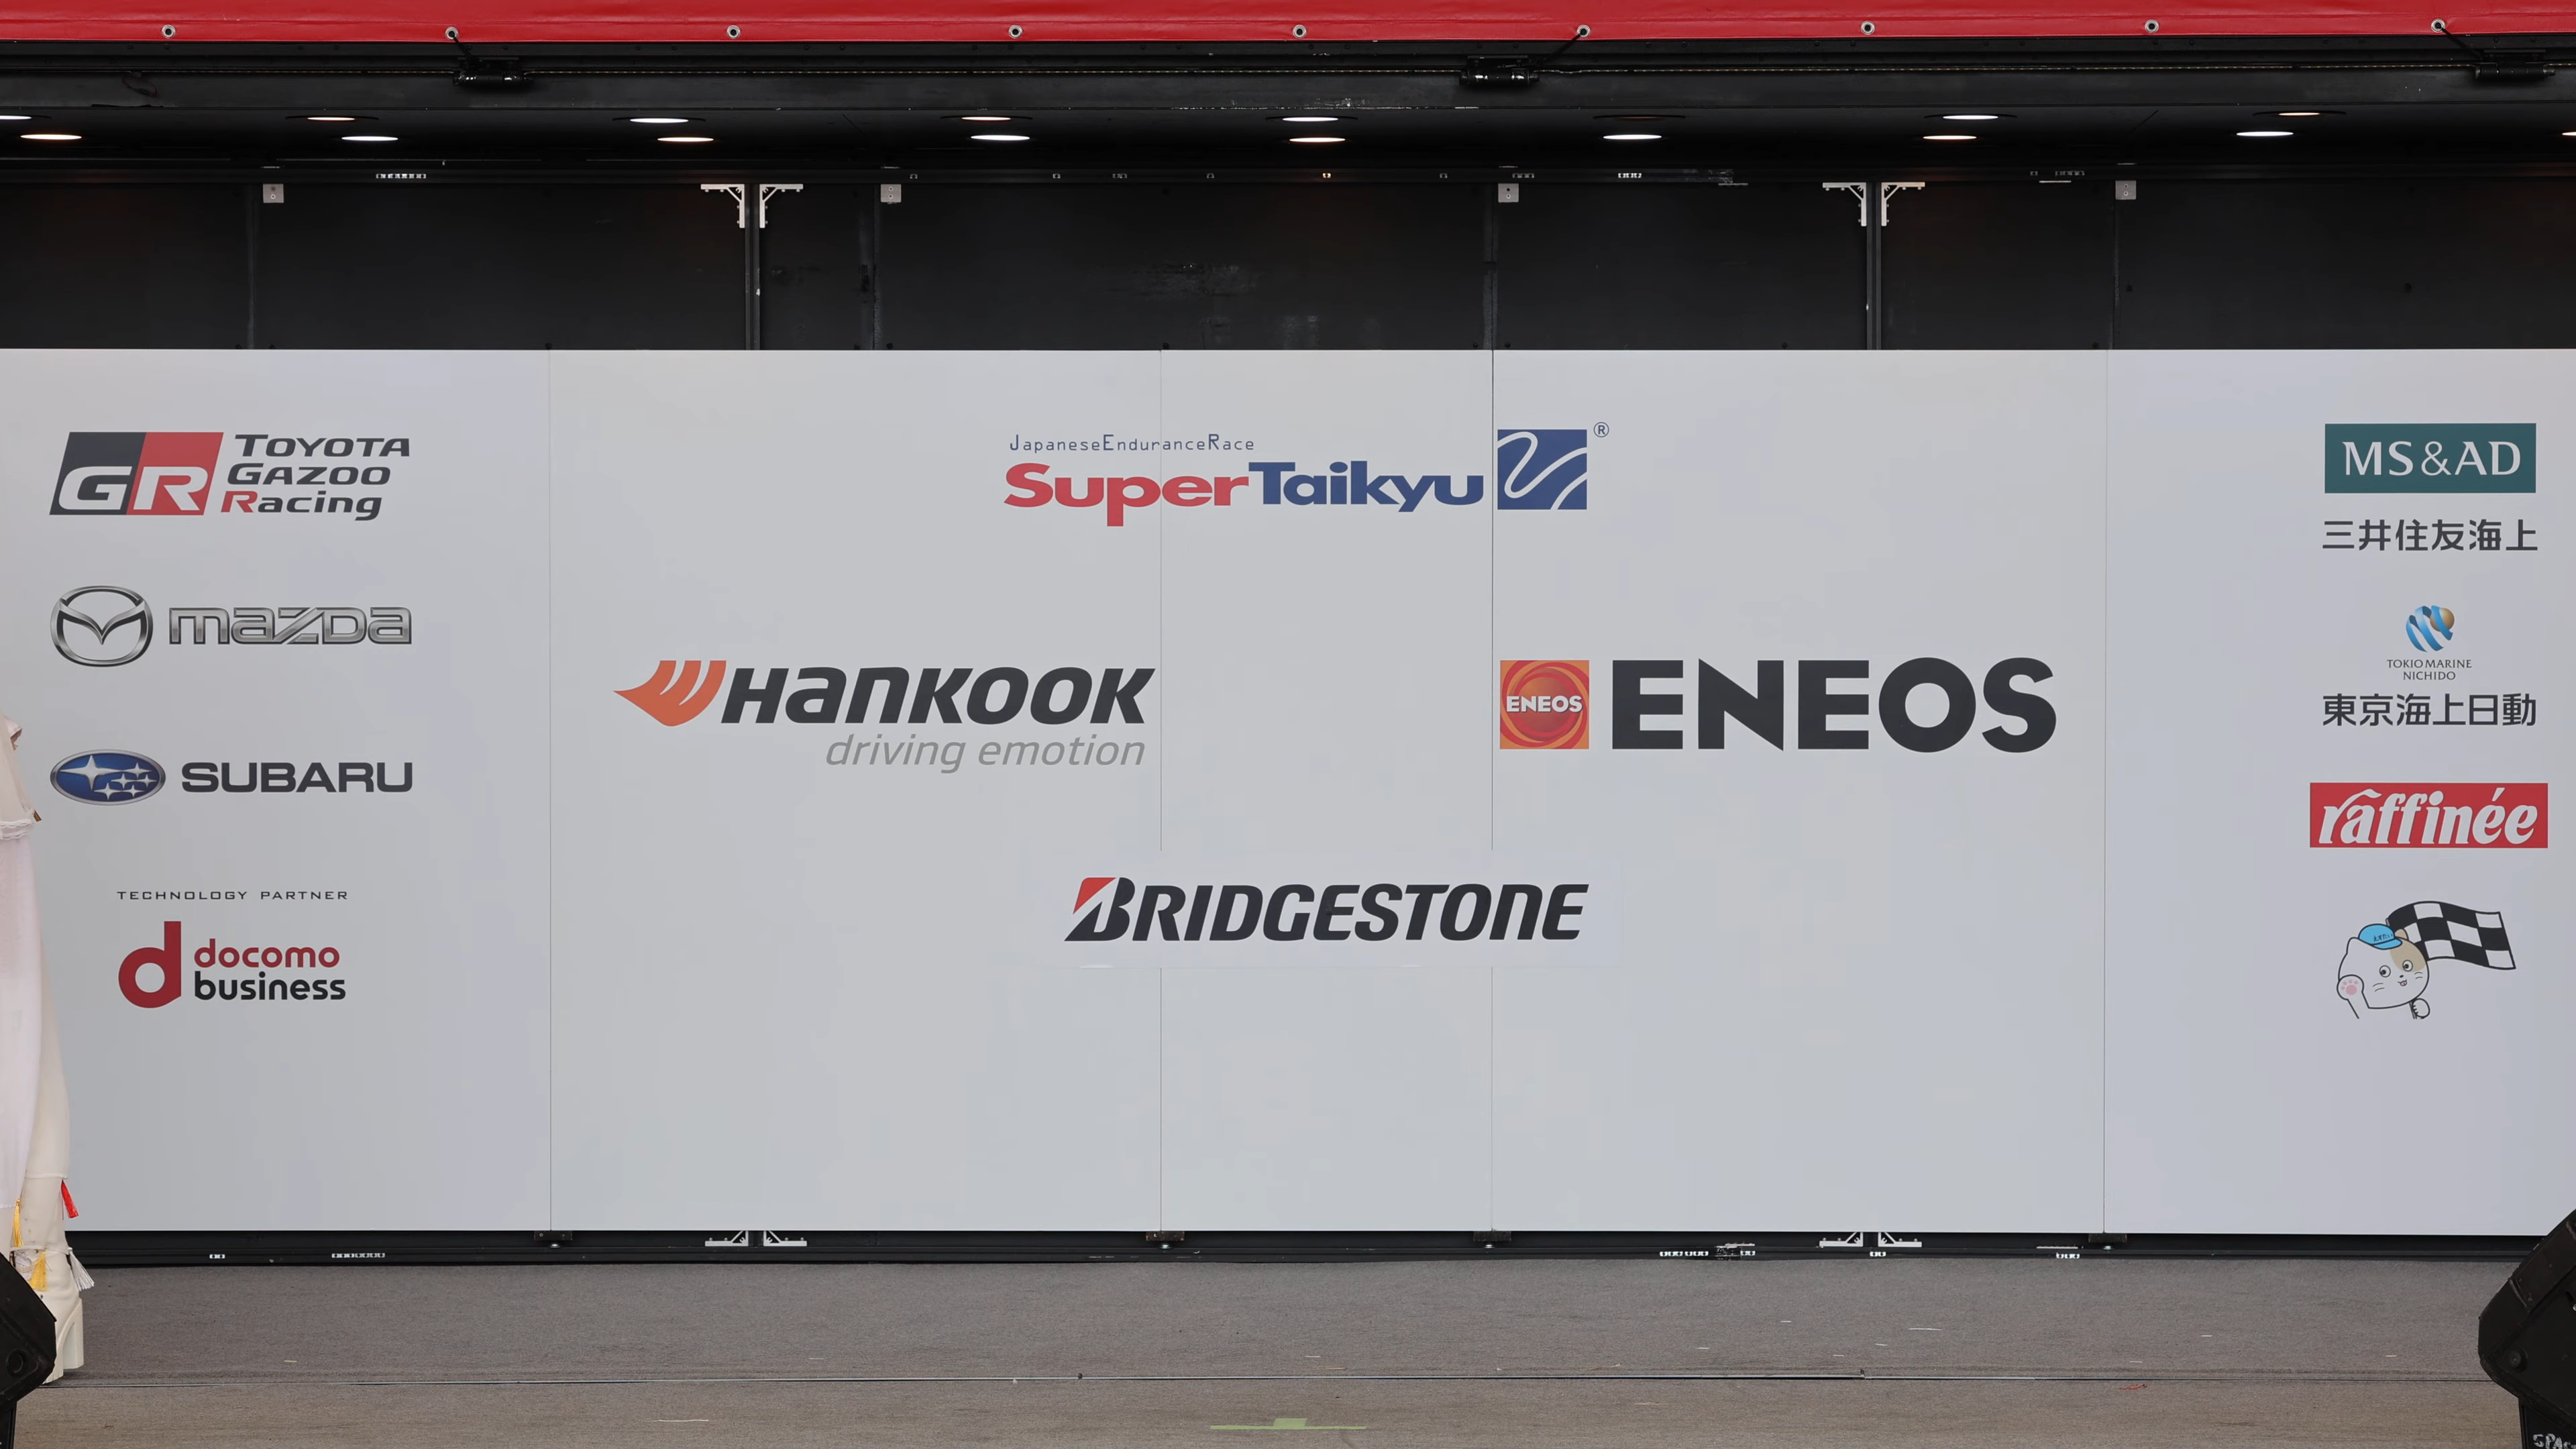 TOYOTA
GAZOO
GR Racing
mazda
SUBARU
TECHNOLOGY PARTNER
d docomo
business
JapaneseEnduranceRace
SuperTaikyu ®
HANKOOK
driving emotion
ENEOS ENEOS
BRIDGESTONE
MS&AD
三井住友海上
TOKIO MARINE
NICHIDO
東京海上日動
raffinée